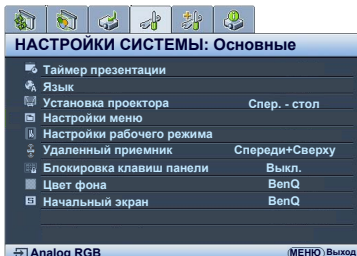 НАСТРОЙКИ СИСТЕМЫ: Основные
Таймер презентации
Язык
Установка проектора Спер. - стол
Настройки меню
Настройки рабочего режима
Удаленный приемник Спереди+Сверху
Блокировка клавиш панели Выкл.
Цвет фона BenQ
Начальный экран BenQ
Analog RGB МЕНЮ Выход